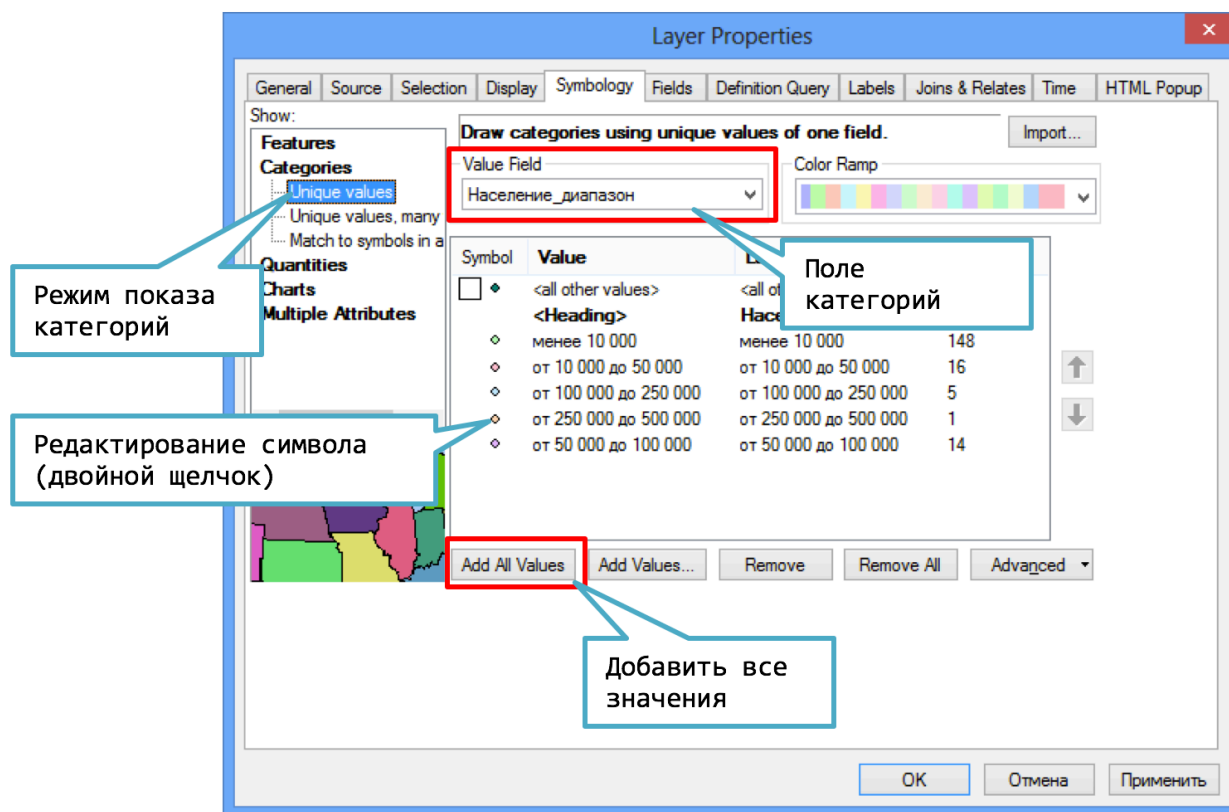 Layer Properties
General Source Selection Display Symbology Fields Definition Query Labels Joins & Relates Time HTML Popup
Show:
Features
Categories
Unique values
Unique values, many
Match to symbols in a
Quantities
Charts
Multiple Attributes
Draw categories using unique values of one field.
Import...
Value Field
Население_диапазон
Color Ramp
Symbol Value
<all other values> <all ot
<Heading> Насе
менее 10 000 менее 10 000 148
от 10 000 до 50 000 от 10 000 до 50 000 16
от 100 000 до 250 000 от 100 000 до 250 000 5
от 250 000 до 500 000 от 250 000 до 500 000 1
от 50 000 до 100 000 от 50 000 до 100 000 14
Add All Values Add Values... Remove Remove All Advanced
OK Отмена Применить
Режим показа
категорий
Поле
категорий
Редактирование символа
(двойной щелчок)
Добавить все
значения